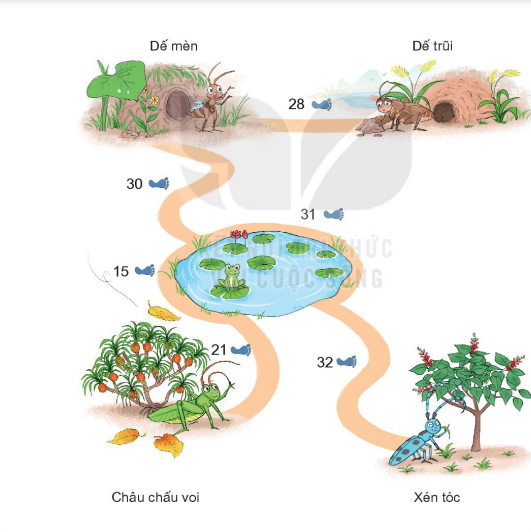 Dế mèn
Dế trũi
28
30
31
15
21
32
Châu chấu voi
Xén tóc